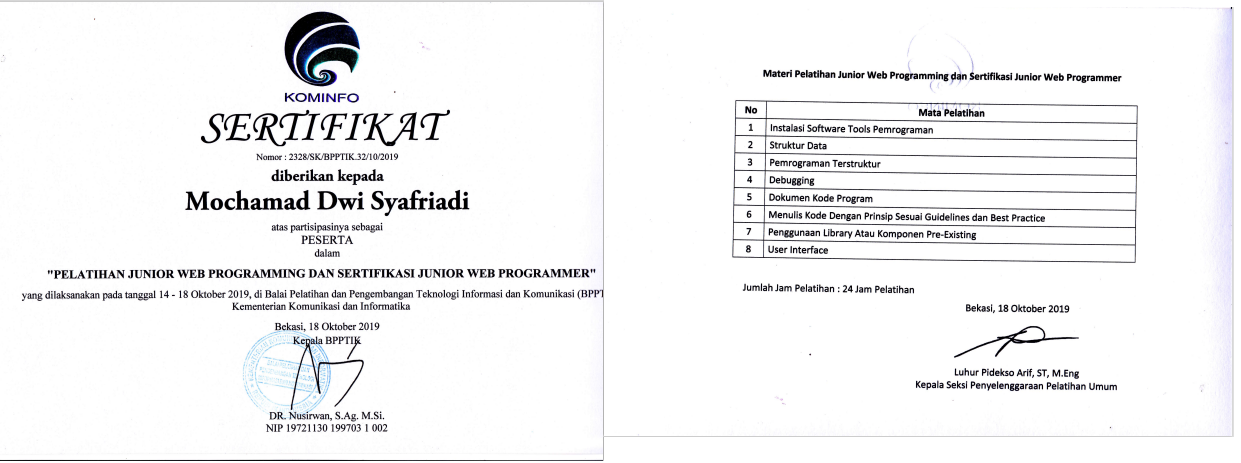 KOMINFO
SERTIFIKAT
Nomor : 2328/SK/BPPTIK.32/10/2019
diberikan kepada
Mochamad Dwi Syafriadi
atas partisipasinya sebagai
PESERTA
dalam
"PELATIHAN JUNIOR WEB PROGRAMMING DAN SERTIFIKASI JUNIOR WEB PROGRAMMER"
yang dilaksanakan pada tanggal 14 - 18 Oktober 2019, di Balai Pelatihan dan Pengembangan Teknologi Informasi dan Komunikasi (BPPT
Kementerian Komunikasi dan Informatika
Bekasi, 18 Oktober 2019
Kepala BPPTIK
DR. Nusirwan, S.Ag. M.Si.
NIP 19721130 199703 1 002
Materi Pelatihan Junior Web Programming dan Sertifikasi Junior Web Programmer
No Mata Pelatihan
1 Instalasi Software Tools Pemrograman
2 Struktur Data
3 Pemrograman Terstruktur
4 Debugging
5 Dokumen Kode Program
6 Menulis Kode Dengan Prinsip Sesuai Guidelines dan Best Practice
7 Penggunaan Library Atau Komponen Pre-Existing
8 User Interface
Jumlah Jam Pelatihan : 24 Jam Pelatihan
Bekasi, 18 Oktober 2019
Luhur Pidekso Arif, ST, M.Eng
Kepala Seksi Penyelenggaraan Pelatihan Umum